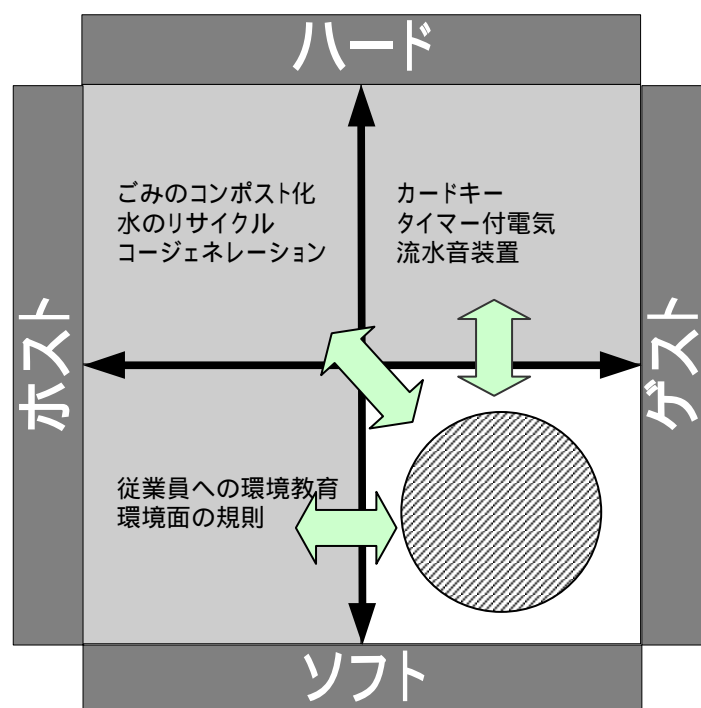 ハード
ホスト
ゲスト
ごみのコンポスト化
水のリサイクル
コージェネレーション
カードキー
タイマー付電気
流水音装置
従業員への環境教育
環境面の規則
ソフト